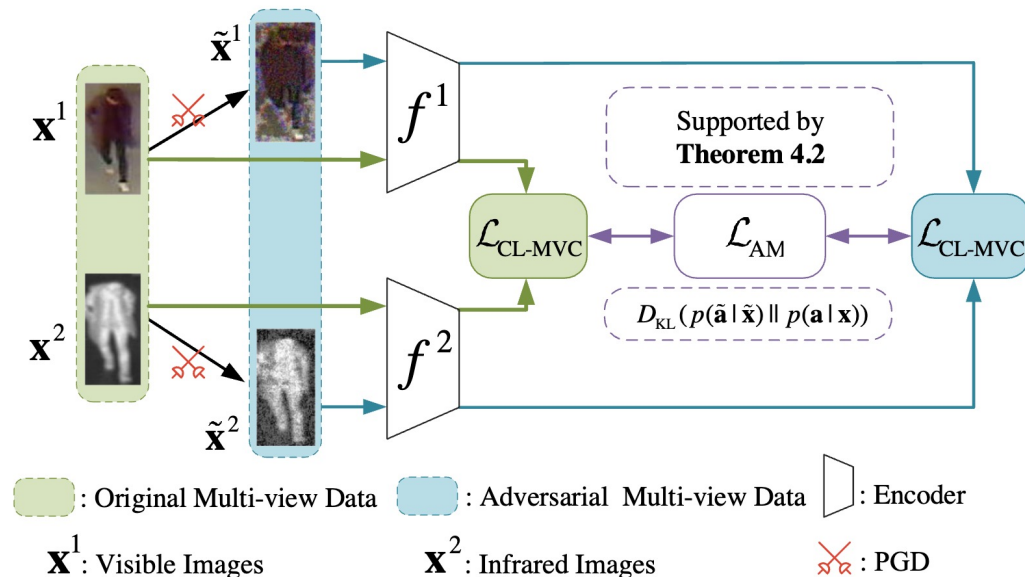 x̃¹
x¹
f¹
Supported by
Theorem 4.2
ℒCL-MVC
ℒAM
ℒCL-MVC
D_KL(p(ã|x̃) || p(a|x))
x²
f²
x̃²
: Original Multi-view Data
: Adversarial Multi-view Data
: Encoder
x¹: Visible Images
x²: Infrared Images
: PGD